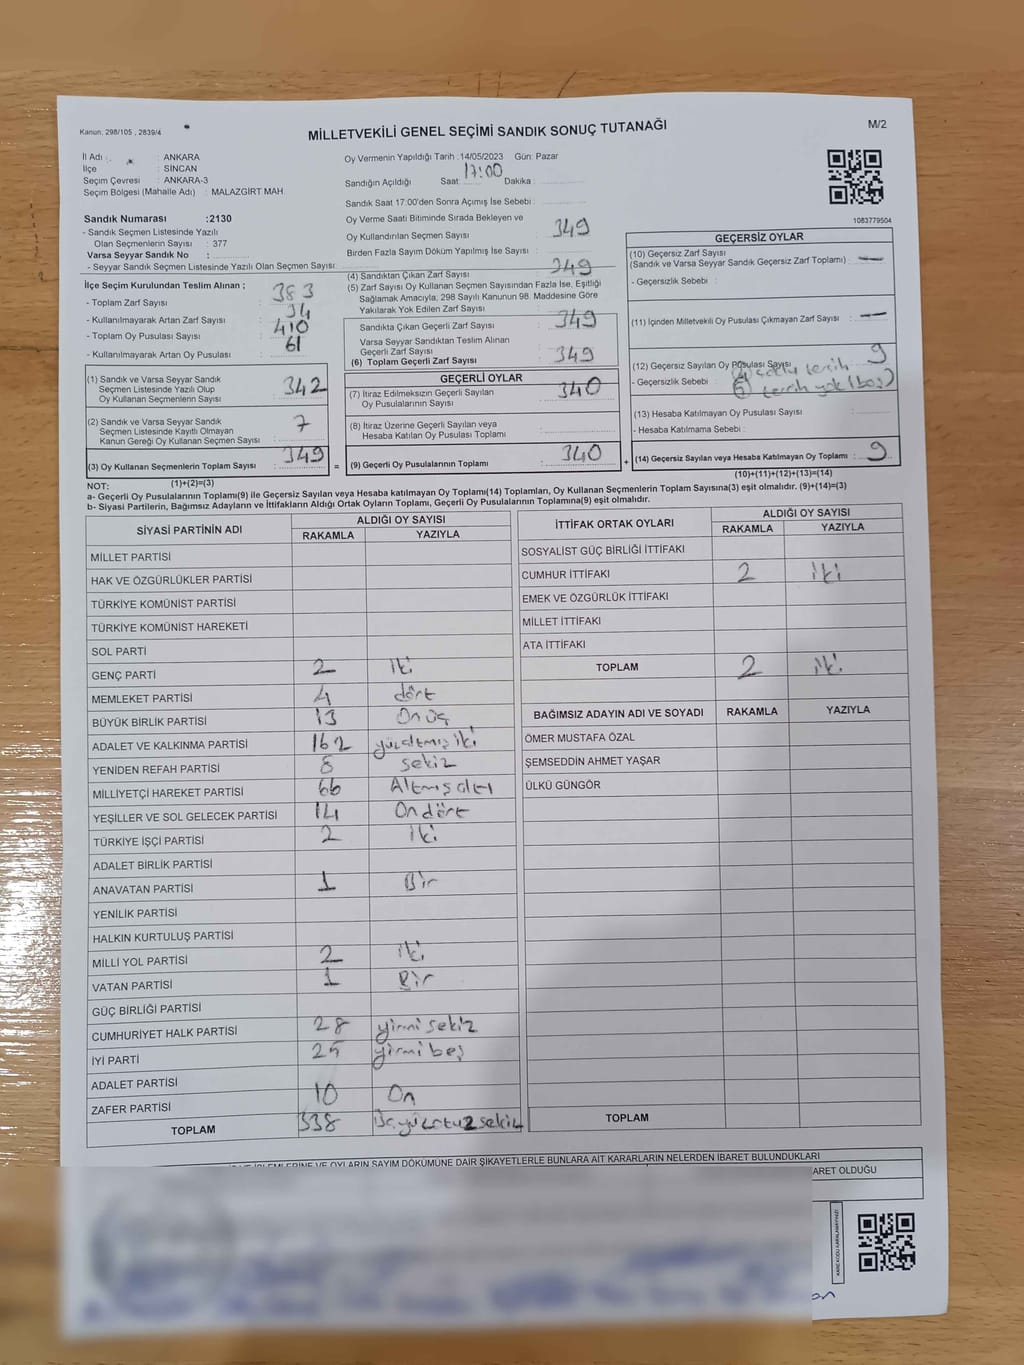 Kanun, 298/105 , 2839/4
MİLLETVEKİLİ GENEL SEÇİMİ SANDIK SONUÇ TUTANAĞI
M/2
İl Adı : ANKARA
İlçe : SİNCAN
Seçim Çevresi : ANKARA-3
Seçim Bölgesi (Mahalle Adı) : MALAZGİRT MAH
Oy Vermenin Yapıldığı Tarih :14/05/2023 Gün: Pazar
Sandığın Açıldığı Saat: 17:00 Dakika :
Sandık Saat 17:00'den Sonra Açımış İse Sebebi :
Sandık Numarası :2130
- Sandık Seçmen Listesinde Yazılı
Olan Seçmenlerin Sayısı : 377
Varsa Seyyar Sandık No :
- Seyyar Sandık Seçmen Listesinde Yazılı Olan Seçmen Sayısı:
Oy Verme Saati Bitiminde Sırada Bekleyen ve
Oy Kullandırılan Seçmen Sayısı : 349
Birden Fazla Sayım Döküm Yapılmış İse Sayısı :
1083779504
İlçe Seçim Kurulundan Teslim Alınan ;
- Toplam Zarf Sayısı : 383
- Kullanılmayarak Artan Zarf Sayısı : 34
- Toplam Oy Pusulası Sayısı : 410
- Kullanılmayarak Artan Oy Pusulası : 61
(4) Sandıktan Çıkan Zarf Sayısı : 349
(5) Zarf Sayısı Oy Kullanan Seçmen Sayısından Fazla İse, Eşitliği
Sağlamak Amacıyla; 298 Sayılı Kanunun 98. Maddesine Göre
Yakılarak Yok Edilen Zarf Sayısı :
Sandıkta Çıkan Geçerli Zarf Sayısı : 349
Varsa Seyyar Sandıktan Teslim Alınan
Geçerli Zarf Sayısı :
(6) Toplam Geçerli Zarf Sayısı : 349
GEÇERSİZ OYLAR
(10) Geçersiz Zarf Sayısı
(Sandık ve Varsa Seyyar Sandık Geçersiz Zarf Toplamı) : —
- Geçersizlik Sebebi :
(11) İçinden Milletvekili Oy Pusulası Çıkmayan Zarf Sayısı : —
(12) Geçersiz Sayılan Oy Pusulası Sayısı 9
- Geçersizlik Sebebi : tercih
tercih yok (boş)
(13) Hesaba Katılmayan Oy Pusulası Sayısı :
- Hesaba Katılmama Sebebi :
(14) Geçersiz Sayılan veya Hesaba Katılmayan Oy Toplamı : 9
(10)+(11)+(12)+(13)=(14)
(1) Sandık ve Varsa Seyyar Sandık
Seçmen Listesinde Yazılı Olup
Oy Kullanan Seçmenlerin Sayısı : 342
(2) Sandık ve Varsa Seyyar Sandık
Seçmen Listesinde Kayıtlı Olmayan
Kanun Gereği Oy Kullanan Seçmen Sayısı : 7
(3) Oy Kullanan Seçmenlerin Toplam Sayısı : 349 =
(1)+(2)=(3)
GEÇERLİ OYLAR
(7) İtiraz Edilmeksizin Geçerli Sayılan
Oy Pusulalarının Sayısı : 340
(8) İtiraz Üzerine Geçerli Sayılan veya
Hesaba Katılan Oy Pusulası Toplamı :
(9) Geçerli Oy Pusulalarının Toplamı : 340 +
NOT:
a- Geçerli Oy Pusulalarının Toplamı(9) ile Geçersiz Sayılan veya Hesaba katılmayan Oy Toplamı(14) Toplamları, Oy Kullanan Seçmenlerin Toplam Sayısına(3) eşit olmalıdır. (9)+(14)=(3)
b- Siyasi Partilerin, Bağımsız Adayların ve İttifakların Aldığı Ortak Oyların Toplamı, Geçerli Oy Pusulalarının Toplamına(9) eşit olmalıdır.
SİYASİ PARTİNİN ADI ALDIĞI OY SAYISI
RAKAMLA YAZIYLA
MİLLET PARTİSİ
HAK VE ÖZGÜRLÜKLER PARTİSİ
TÜRKİYE KOMÜNİST PARTİSİ
TÜRKİYE KOMÜNİST HAREKETİ
SOL PARTİ
GENÇ PARTİ 2 iki
MEMLEKET PARTİSİ 4 dört
BÜYÜK BİRLİK PARTİSİ 13 Onüç
ADALET VE KALKINMA PARTİSİ 162 yüzaltmış iki
YENİDEN REFAH PARTİSİ 8 sekiz
MİLLİYETÇİ HAREKET PARTİSİ 66 Altmış altı
YEŞİLLER VE SOL GELECEK PARTİSİ 14 Ondört
TÜRKİYE İŞÇİ PARTİSİ 2 iki
ADALET BİRLİK PARTİSİ
ANAVATAN PARTİSİ 1 Bir
YENİLİK PARTİSİ
HALKIN KURTULUŞ PARTİSİ
MİLLİ YOL PARTİSİ 2 iki
VATAN PARTİSİ 1 Bir
GÜÇ BİRLİĞİ PARTİSİ
CUMHURİYET HALK PARTİSİ 28 yirmi sekiz
İYİ PARTİ 25 yirmi beş
ADALET PARTİSİ
ZAFER PARTİSİ 10 On
TOPLAM 338 Üçyüzotuzsekiz
İTTİFAK ORTAK OYLARI ALDIĞI OY SAYISI
RAKAMLA YAZIYLA
SOSYALİST GÜÇ BİRLİĞİ İTTİFAKI
CUMHUR İTTİFAKI 2 iki
EMEK VE ÖZGÜRLÜK İTTİFAKI
MİLLET İTTİFAKI
ATA İTTİFAKI
TOPLAM 2 iki
BAĞIMSIZ ADAYIN ADI VE SOYADI RAKAMLA YAZIYLA
ÖMER MUSTAFA ÖZAL
ŞEMSEDDİN AHMET YAŞAR
ÜLKÜ GÜNGÖR
TOPLAM
İŞLEMLERİNE VE OYLARIN SAYIM DÖKÜMÜNE DAİR ŞİKAYETLERLE BUNLARA AİT KARARLARIN NELERDEN İBARET BULUNDUKLARI
BARET OLDUĞU
KAREKODU KARALAMAYINIZ!